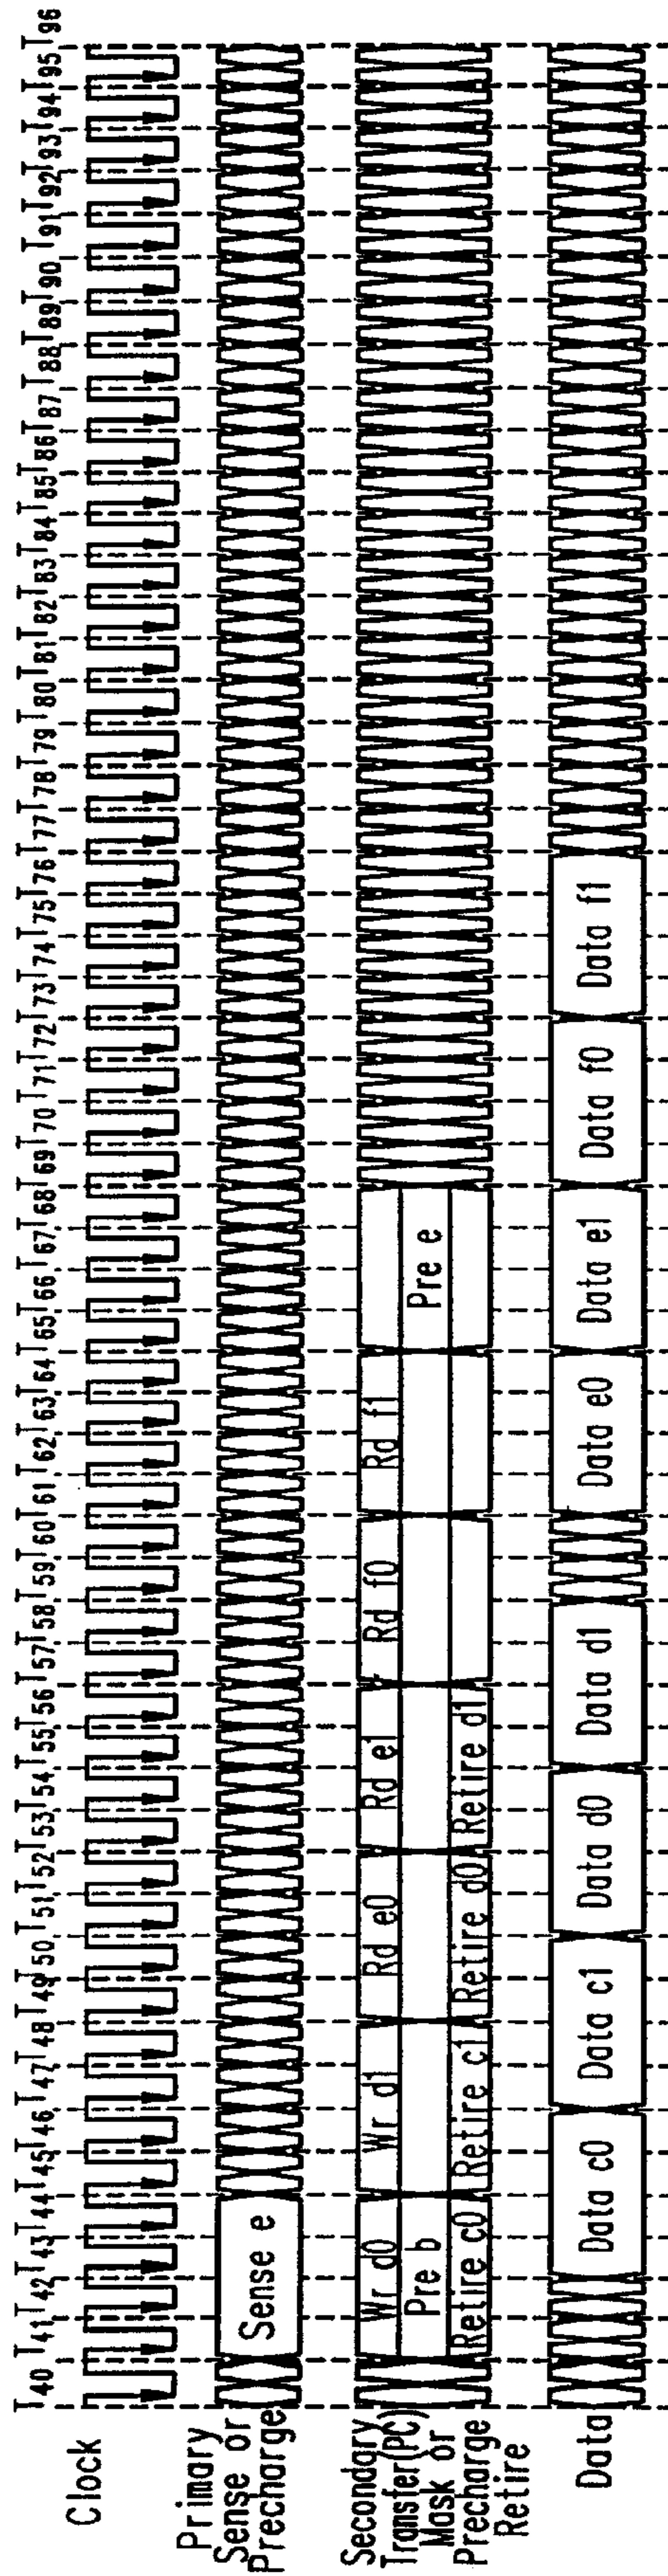 T40 T41 T42 T43 T44 T45 T46 T47 T48 T49 T50 T51 T52 T53 T54 T55 T56 T57 T58 T59 T60 T61 T62 T63 T64 T65 T66 T67 T68 T69 T70 T71 T72 T73 T74 T75 T76 T77 T78 T79 T80 T81 T82 T83 T84 T85 T86 T87 T88 T89 T90 T91 T92 T93 T94 T95 T96
Clock
Primary
Sense or
Precharge
Sense e
Secondary
Transfer(PC)
Mask or
Precharge
Retire
Wr d0 Wr d1 Rd e0 Rd e1 Rd f0 Rd f1
Pre b Pre e
Retire c0 Retire c1 Retire d0 Retire d1
Data
Data c0 Data c1 Data d0 Data d1 Data e0 Data e1 Data f0 Data f1